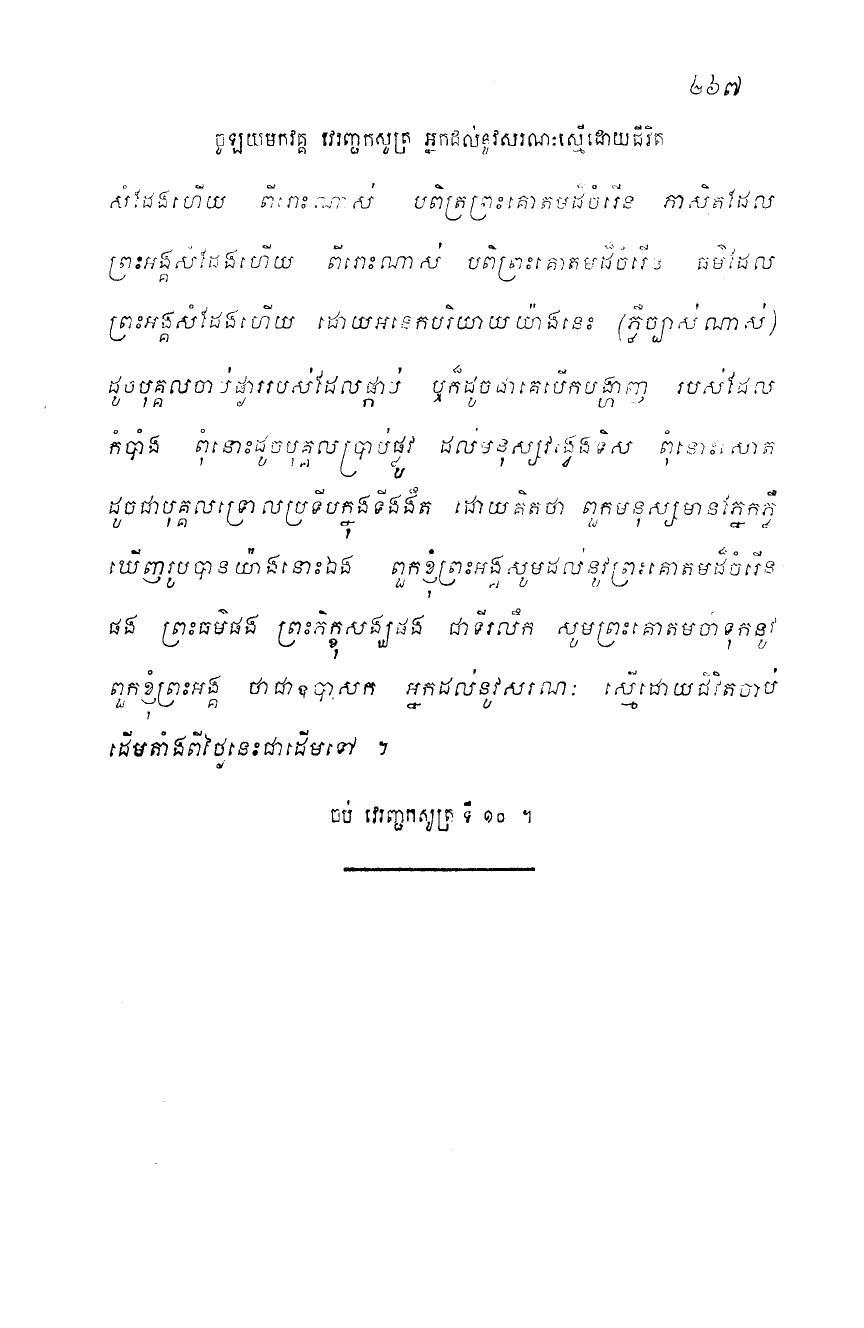 ២៦៧
ចូឡយមកវគ្គ វេរញ្ជកសូត្រ អ្នកដល់នូវសរណៈស្មើដោយជីវិត
សំដែងហើយ ពីរោះណាស់ បពិត្រព្រះគោតមដ៏ចំរើន ភាសិតដែល
ព្រះអង្គសំដែងហើយ ពីរោះណាស់ បពិព្រះគោតមដ៏ចំរើន ធម៌ដែល
ព្រះអង្គសំដែងហើយ ដោយអនេកបរិយាយយ៉ាងនេះ (ភ្លឺច្បាស់ណាស់)
ដូចបុគ្គលចាប់ផ្ងាររបស់ដែលផ្កាប់ ឬក៏ដូចជាគេបើកបង្ហាញ របស់ដែល
កំបាំង ពុំនោះដូចបុគ្គលប្រាប់ផ្លូវ ដល់មនុស្សវង្វេងទិស ពុំនោះសោត
ដូចជាបុគ្គលទ្រោលប្រទីបក្នុងទីងងឹត ដោយគិតថា ពួកមនុស្សមានភ្នែកភ្លឺ
ឃើញរូបបានយ៉ាងនោះឯង ពួកខ្ញុំព្រះអង្គសូមដល់នូវព្រះគោតមដ៏ចំរើន
ផង ព្រះធម៌ផង ព្រះភិក្ខុសង្ឃផង ជាទីរលឹក សូមព្រះគោតមចាំទុកនូវ
ពួកខ្ញុំព្រះអង្គ ថាជាឧបាសក អ្នកដល់នូវសរណៈ ស្មើដោយជីវិតចាប់
ដើមតាំងពីថ្ងៃនេះជាដើមទៅ ។
ចប់ វេរញ្ជកសូត្រ ទី ១០ ។